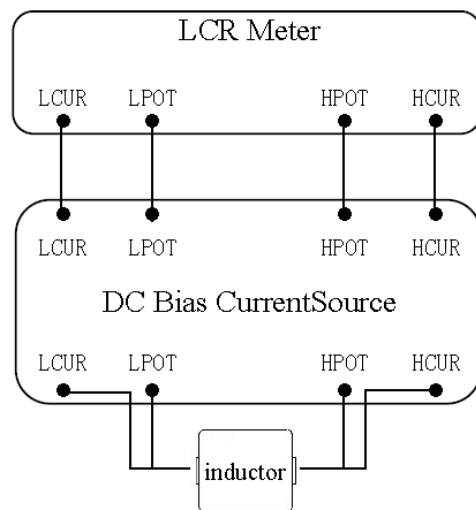 LCR Meter
LCUR LPOT HPOT HCUR
LCUR LPOT HPOT HCUR
DC Bias CurrentSource
LCUR LPOT HPOT HCUR
inductor